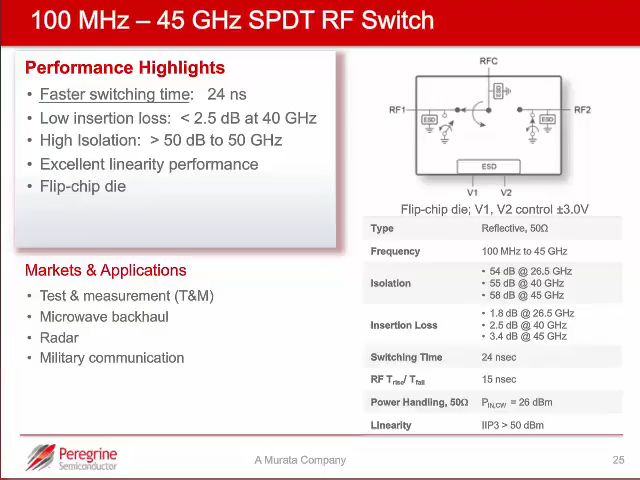 100 MHz – 45 GHz SPDT RF Switch
Performance Highlights
• Faster switching time: 24 ns
• Low insertion loss: < 2.5 dB at 40 GHz
• High Isolation: > 50 dB to 50 GHz
• Excellent linearity performance
• Flip-chip die
Markets & Applications
• Test & measurement (T&M)
• Microwave backhaul
• Radar
• Military communication
RFC
ESD
RF1
RF2
ESD
ESD
ESD
V1 V2
Flip-chip die; V1, V2 control ±3.0V
Type Reflective, 50Ω
Frequency 100 MHz to 45 GHz
Isolation
• 54 dB @ 26.5 GHz
• 55 dB @ 40 GHz
• 58 dB @ 45 GHz
Insertion Loss
• 1.8 dB @ 26.5 GHz
• 2.5 dB @ 40 GHz
• 3.4 dB @ 45 GHz
Switching Time 24 nsec
RF Trise/ Tfall 15 nsec
Power Handling, 50Ω PIN,CW = 26 dBm
Linearity IIP3 > 50 dBm
Peregrine
Semiconductor
A Murata Company
25